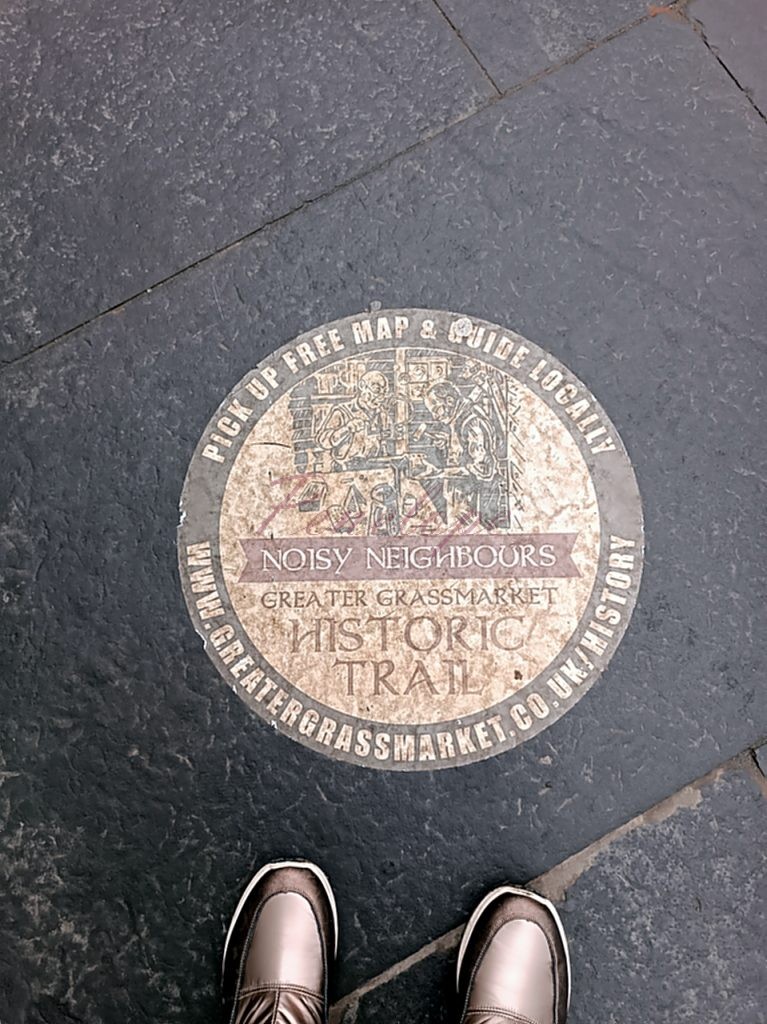 PICK UP FREE MAP & GUIDE LOCALLY
NOISY NEIGHBOURS
GREATER GRASSMARKET
HISTORIC
TRAIL
WWW.GREATERGRASSMARKET.CO.UK/HISTORY